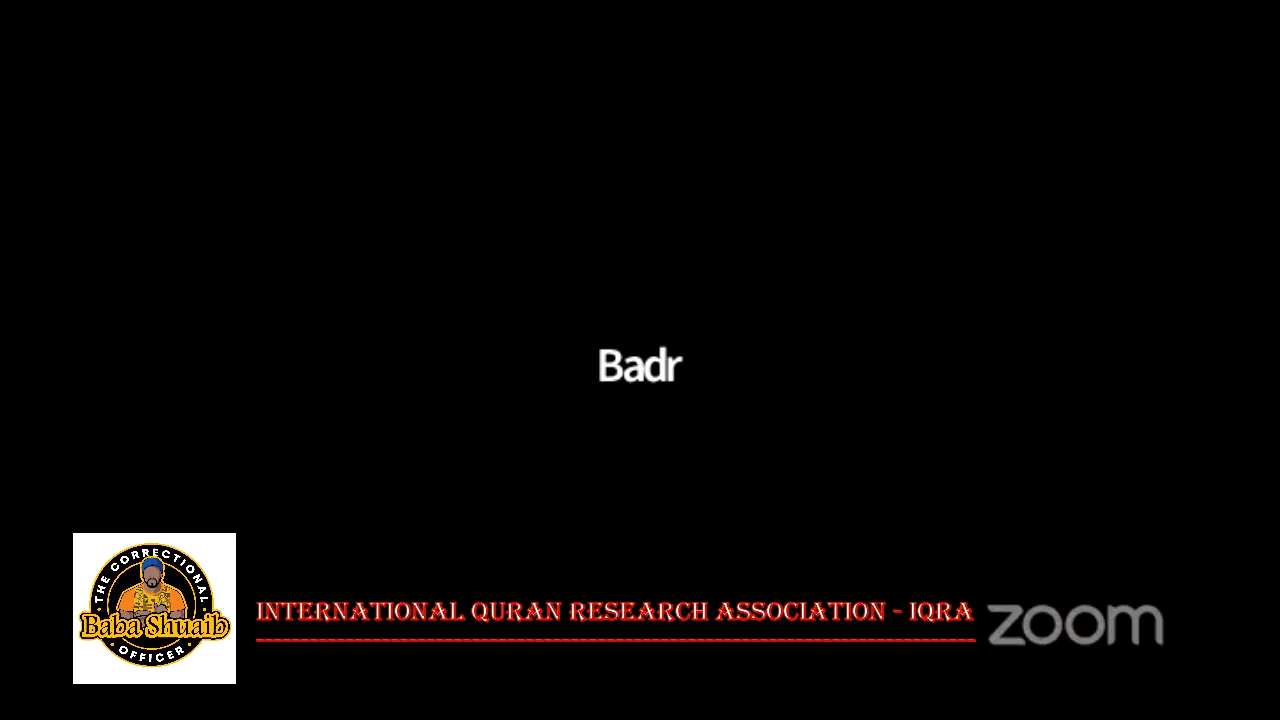 Badr
THE CORRECTIONAL
Baba Shuaib
OFFICER
INTERNATIONAL QURAN RESEARCH ASSOCIATION - IQRA
zoom